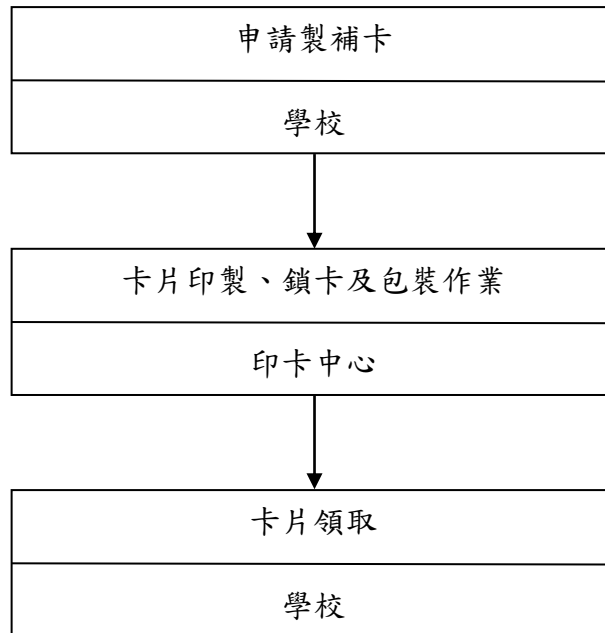 申請製補卡
學校
卡片印製、鎖卡及包裝作業
印卡中心
卡片領取
學校